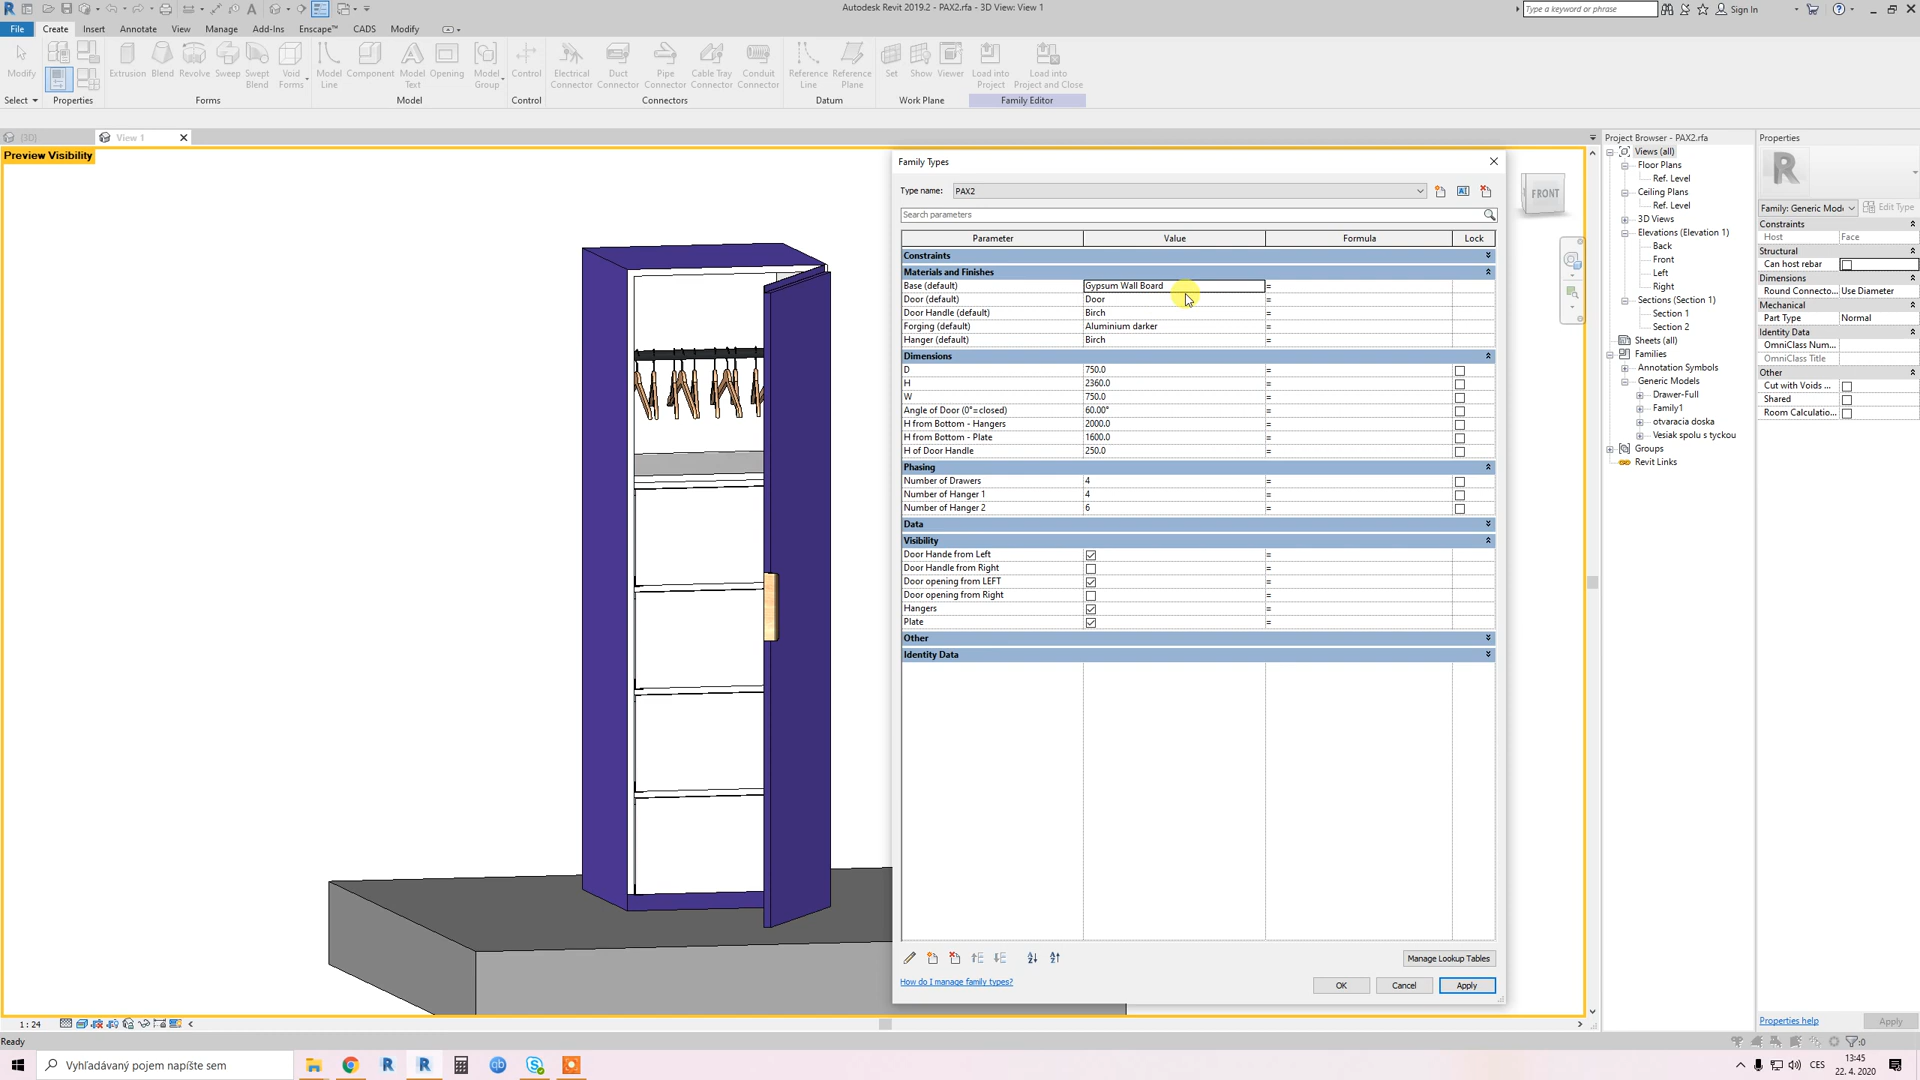 Autodesk Revit 2019.2 - PAX2.rfa - 3D View: View 1
Type a keyword or phrase
Sign In
File Create Insert Annotate View Manage Add-Ins Enscape™ CADS Modify
Modify
Extrusion Blend Revolve Sweep Swept Blend Void Forms
Model Line Component Model Text Opening Model Group
Control
Electrical Connector Duct Connector Pipe Connector Cable Tray Connector Conduit Connector
Reference Line Reference Plane
Set Show Viewer Load into Project Load into Project and Close
Select Properties Forms Model Control Connectors Datum Work Plane Family Editor
(3D) View 1
Preview Visibility
FRONT
Family Types
Type name: PAX2
Search parameters
Parameter Value Formula Lock
Constraints
Materials and Finishes
Base (default) Gypsum Wall Board =
Door (default) Door =
Door Handle (default) Birch =
Forging (default) Aluminium darker =
Hanger (default) Birch =
Dimensions
D 750.0 =
H 2360.0 =
W 750.0 =
Angle of Door (0°=closed) 60.00° =
H from Bottom - Hangers 2000.0 =
H from Bottom - Plate 1600.0 =
H of Door Handle 250.0 =
Phasing
Number of Drawers 4 =
Number of Hanger 1 4 =
Number of Hanger 2 6 =
Data
Visibility
Door Hande from Left =
Door Handle from Right =
Door opening from LEFT =
Door opening from Right =
Hangers =
Plate =
Other
Identity Data
Manage Lookup Tables
How do I manage family types?
OK Cancel Apply
Project Browser - PAX2.rfa
Views (all)
Floor Plans
Ref. Level
Ceiling Plans
Ref. Level
3D Views
Elevations (Elevation 1)
Back
Front
Left
Right
Sections (Section 1)
Section 1
Section 2
Sheets (all)
Families
Annotation Symbols
Generic Models
Drawer-Full
Family1
otvaracia doska
Vesiak spolu s tyckou
Groups
Revit Links
Properties
Family: Generic Mode Edit Type
Constraints
Host Face
Structural
Can host rebar
Dimensions
Round Connecto... Use Diameter
Mechanical
Part Type Normal
Identity Data
OmniClass Num...
OmniClass Title
Other
Cut with Voids ...
Shared
Room Calculatio...
Properties help Apply
1 : 24
Ready
:0
Vyhľadávaný pojem napíšte sem
CES
13:45
22. 4. 2020